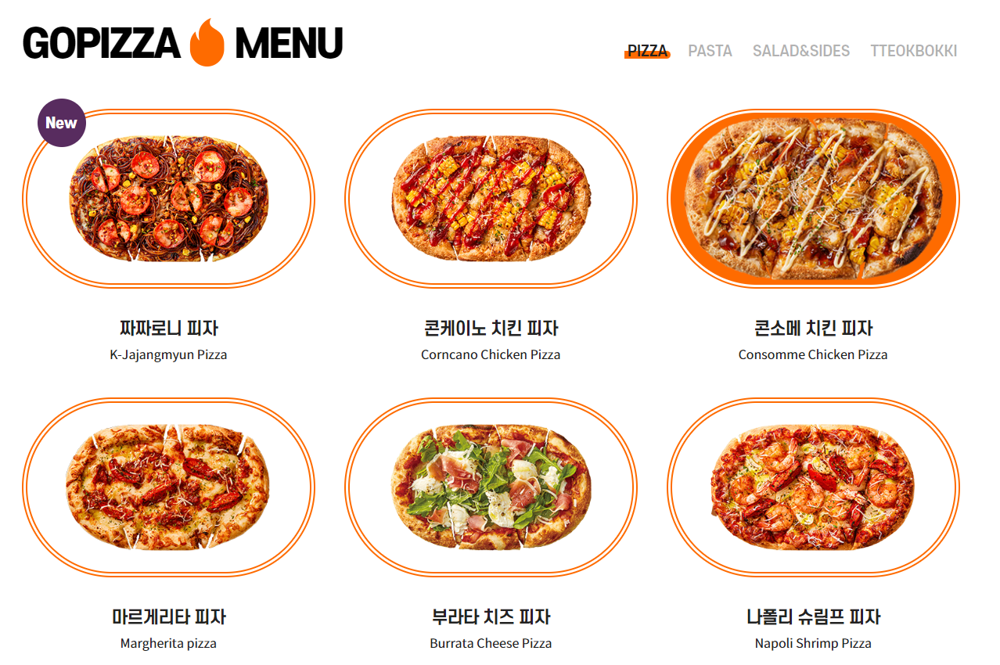 GOPIZZA MENU
PIZZA PASTA SALAD&SIDES TTEOKBOKKI
New
짜짜로니 피자 콘케이노 치킨 피자 콘소메 치킨 피자
K-Jajangmyun Pizza Corncano Chicken Pizza Consomme Chicken Pizza
마르게리타 피자 부라타 치즈 피자 나폴리 슈림프 피자
Margherita pizza Burrata Cheese Pizza Napoli Shrimp Pizza